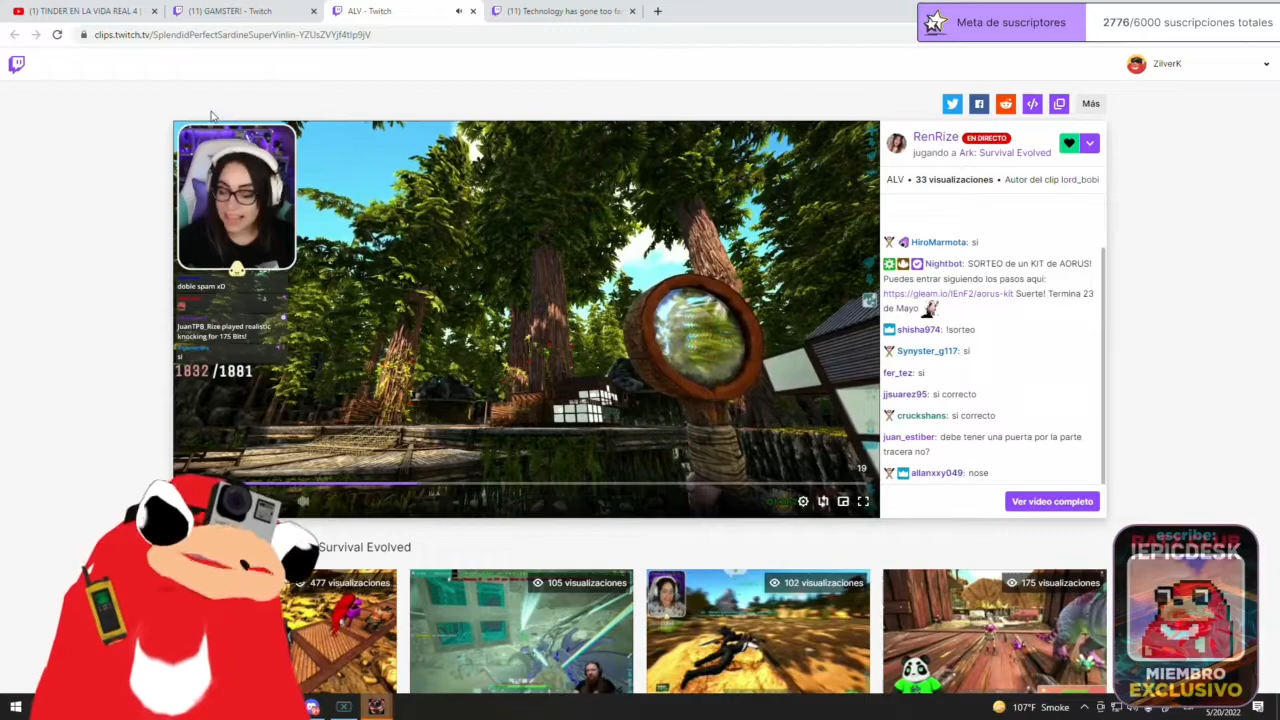 (1) TINDER EN LA VIDA REAL 4 |
(11) GAMSTER! - Twitch
ALV - Twitch
(11) Technology has gone too fa
Meta de suscriptores
2776/6000 suscripciones totales
clips.twitch.tv/SplendidPerfectSardineSuperVinlin-YZUsZVYjf4tlp9jV
ZilverK
Más
RenRize EN DIRECTO
jugando a Ark: Survival Evolved
ALV • 33 visualizaciones • Autor del clip lord_bobi
HiroMarmota: si
Nightbot: SORTEO de un KIT de AORUS!
Puedes entrar siguiendo los pasos aqui:
https://gleam.io/IEnF2/aorus-kit Suerte! Termina 23
de Mayo
shisha974: !sorteo
Synyster_g117: si
fer_tez: si
jjsuarez95: si correcto
cruckshans: si correcto
juan_estiber: debe tener una puerta por la parte
tracera no?
allanxxy049: nose
Ver vídeo completo
doble spam xD
JuanTPB_Rize played realistic
knocking for 175 Bits!
si
1832 /1881
19
Survival Evolved
477 visualizaciones
105 visualizaciones
102 visualizaciones
175 visualizaciones
escribe:
!EPICDESK
MIEMBRO
EXCLUSIVO
107°F Smoke
5/20/2022